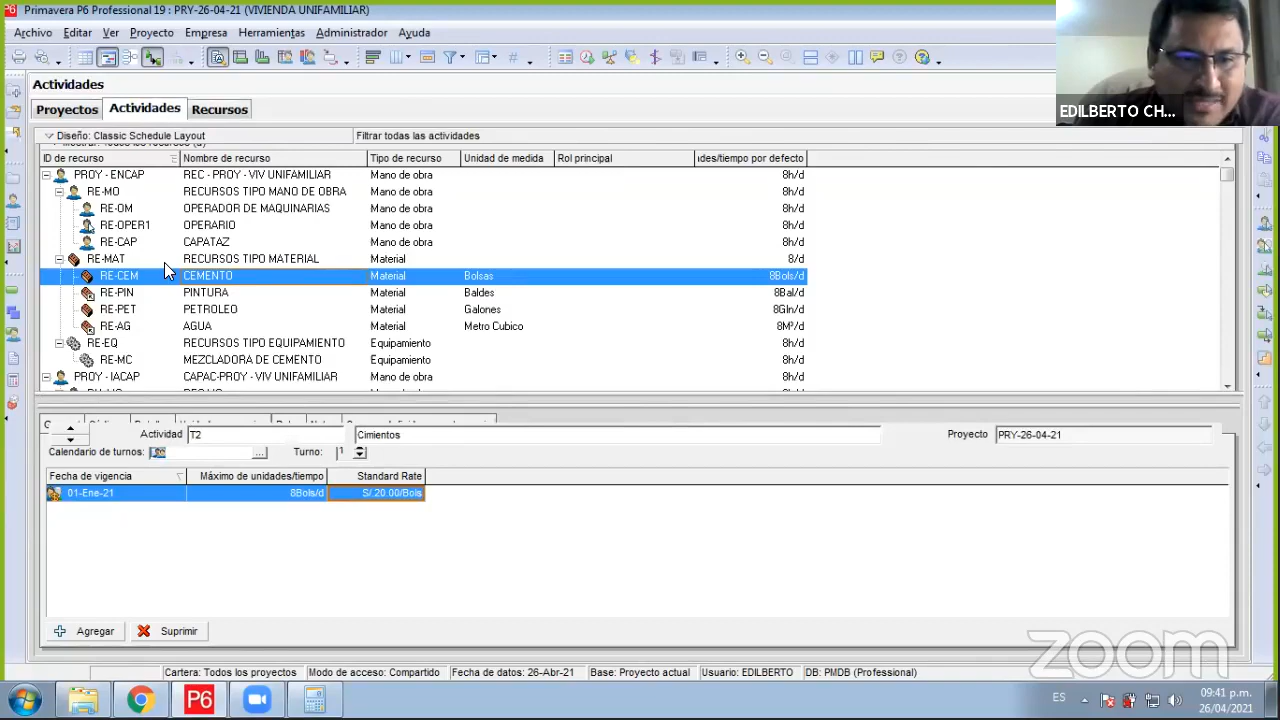 Primavera P6 Professional 19 : PRY-26-04-21 (VIVIENDA UNIFAMILIAR)
Archivo Editar Ver Proyecto Empresa Herramientas Administrador Ayuda
Actividades
Proyectos Actividades Recursos
EDILBERTO CH...
Diseño: Classic Schedule Layout Filtrar todas las actividades
ID de recurso Nombre de recurso Tipo de recurso Unidad de medida Rol principal ides/tiempo por defecto
PROY - ENCAP REC - PROY - VIV UNIFAMILIAR Mano de obra 8h/d
RE-MO RECURSOS TIPO MANO DE OBRA Mano de obra 8h/d
RE-OM OPERADOR DE MAQUINARIAS Mano de obra 8h/d
RE-OPER1 OPERARIO Mano de obra 8h/d
RE-CAP CAPATAZ Mano de obra 8h/d
RE-MAT RECURSOS TIPO MATERIAL Material 8/d
RE-CEM CEMENTO Material Bolsas 8Bols/d
RE-PIN PINTURA Material Baldes 8Bal/d
RE-PET PETROLEO Material Galones 8Gln/d
RE-AG AGUA Material Metro Cubico 8M³/d
RE-EQ RECURSOS TIPO EQUIPAMIENTO Equipamiento 8h/d
RE-MC MEZCLADORA DE CEMENTO Equipamiento 8h/d
PROY - IACAP CAPAC-PROY - VIV UNIFAMILIAR Mano de obra 8h/d
Actividad T2 Cimientos Proyecto PRY-26-04-21
Calendario de turnos: ... Turno: 1
Fecha de vigencia Máximo de unidades/tiempo Standard Rate
01-Ene-21 8Bols/d S/.20.00/Bols
Agregar Suprimir
zoom
Cartera: Todos los proyectos Modo de acceso: Compartido Fecha de datos: 26-Abr-21 Base: Proyecto actual Usuario: EDILBERTO DB: PMDB (Professional)
P6 ES 09:41 p.m.
26/04/2021